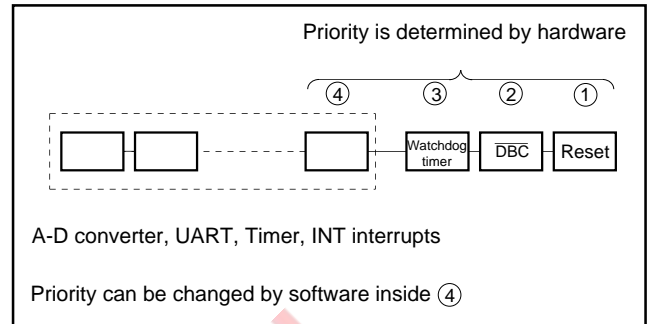 Priority is determined by hardware
④ ③ ② ①
Watchdog
timer
DBC
Reset
A-D converter, UART, Timer, INT interrupts
Priority can be changed by software inside ④